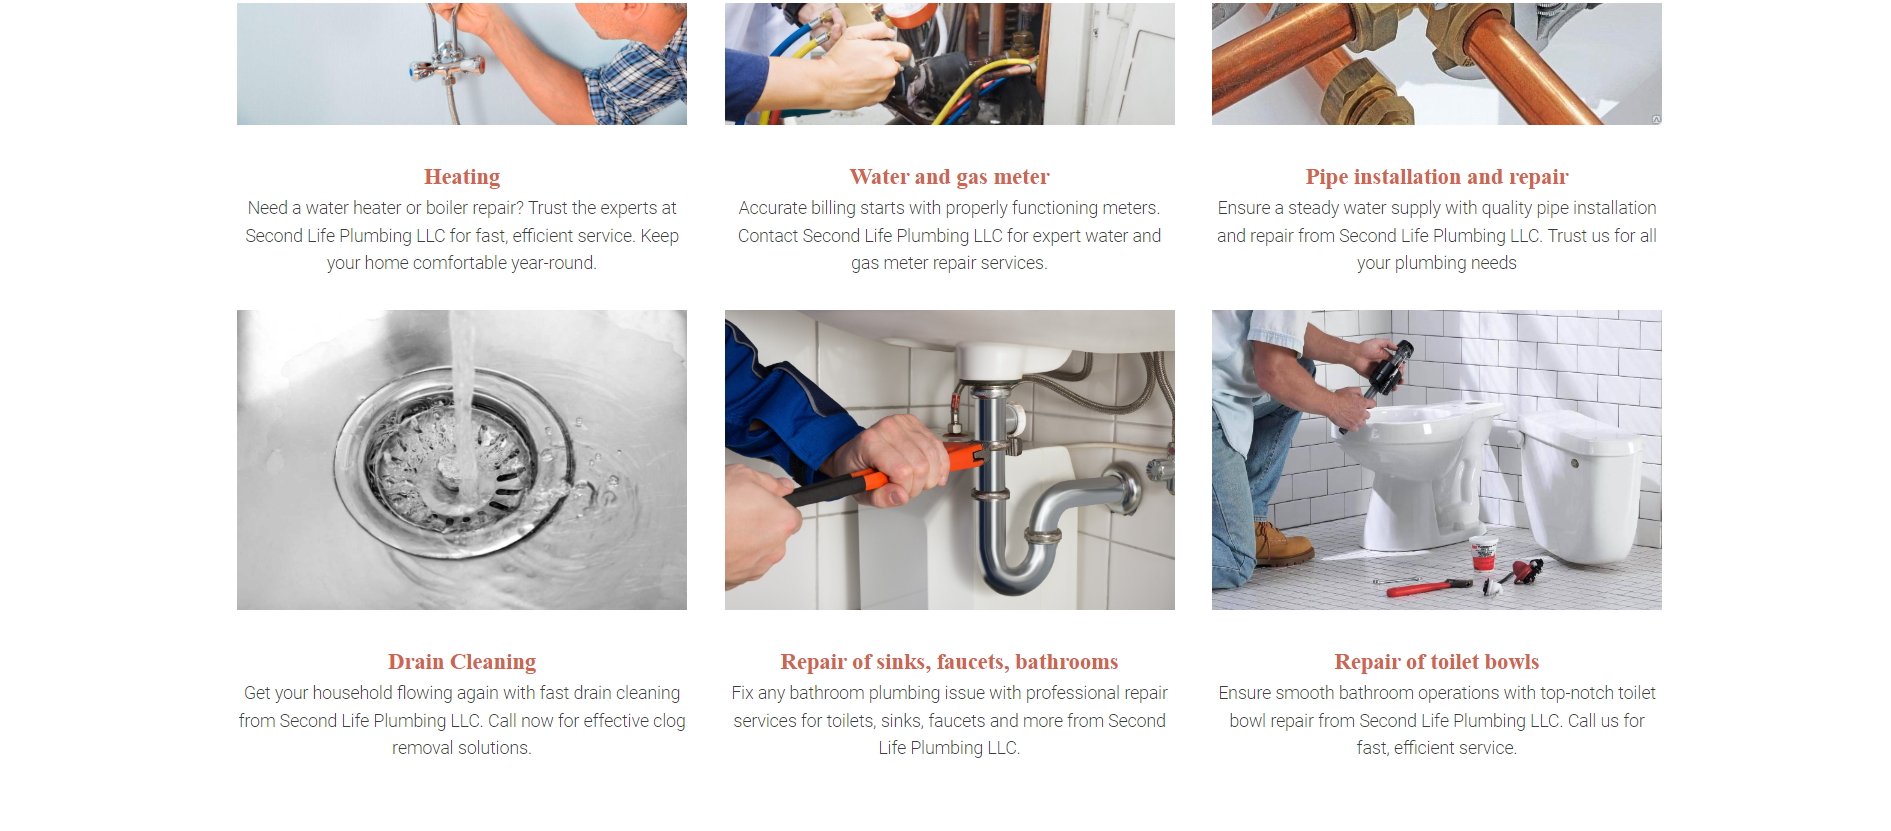 Heating
Need a water heater or boiler repair? Trust the experts at
Second Life Plumbing LLC for fast, efficient service. Keep
your home comfortable year-round.
Water and gas meter
Accurate billing starts with properly functioning meters.
Contact Second Life Plumbing LLC for expert water and
gas meter repair services.
Pipe installation and repair
Ensure a steady water supply with quality pipe installation
and repair from Second Life Plumbing LLC. Trust us for all
your plumbing needs
Drain Cleaning
Get your household flowing again with fast drain cleaning
from Second Life Plumbing LLC. Call now for effective clog
removal solutions.
Repair of sinks, faucets, bathrooms
Fix any bathroom plumbing issue with professional repair
services for toilets, sinks, faucets and more from Second
Life Plumbing LLC.
Repair of toilet bowls
Ensure smooth bathroom operations with top-notch toilet
bowl repair from Second Life Plumbing LLC. Call us for
fast, efficient service.